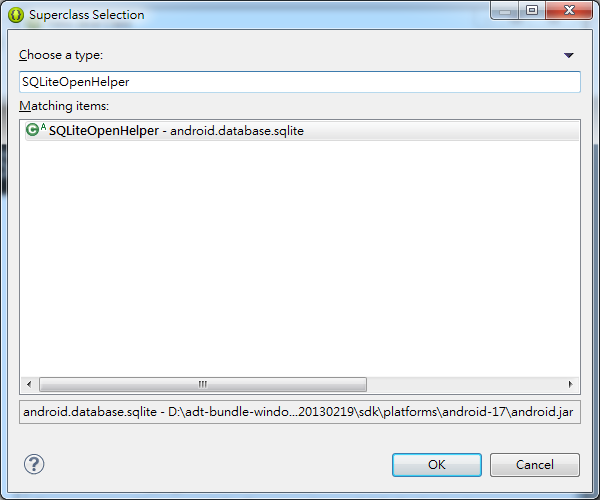 Superclass Selection
Choose a type:
SQLiteOpenHelper
Matching items:
C A SQLiteOpenHelper - android.database.sqlite
android.database.sqlite - D:\adt-bundle-windo...20130219\sdk\platforms\android-17\android.jar
? OK Cancel